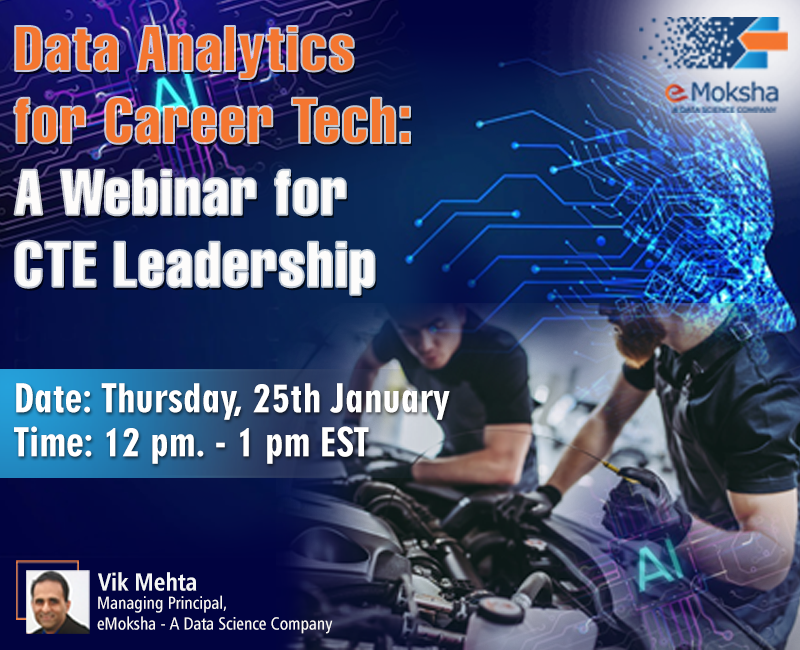 Data Analytics
for Career Tech:
A Webinar for
CTE Leadership
AI
eMoksha
A DATA SCIENCE COMPANY
Date: Thursday, 25th January
Time: 12 pm. - 1 pm EST
AI
Vik Mehta
Managing Principal,
eMoksha - A Data Science Company